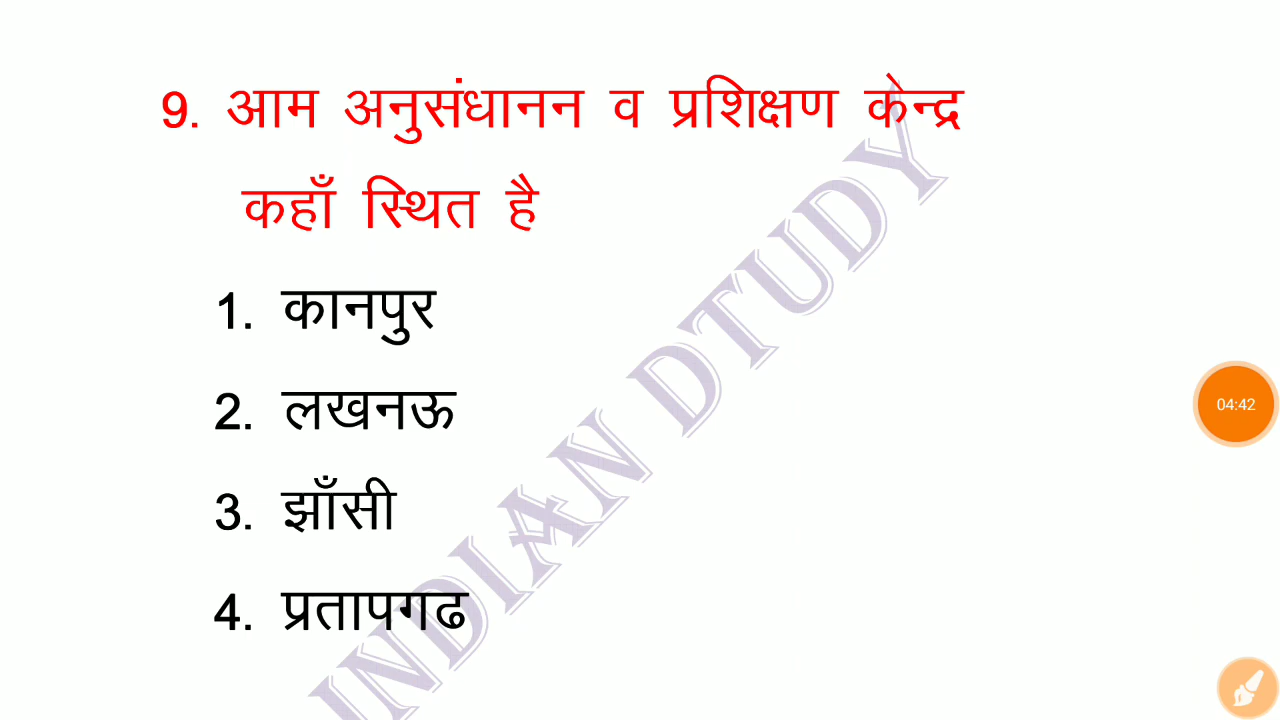 9. आम अनुसंधानन व प्रशिक्षण केन्द्र
कहाँ स्थित है
1. कानपुर
2. लखनऊ
3. झाँसी
4. प्रतापगढ
INDIAN DTUDY
04:42